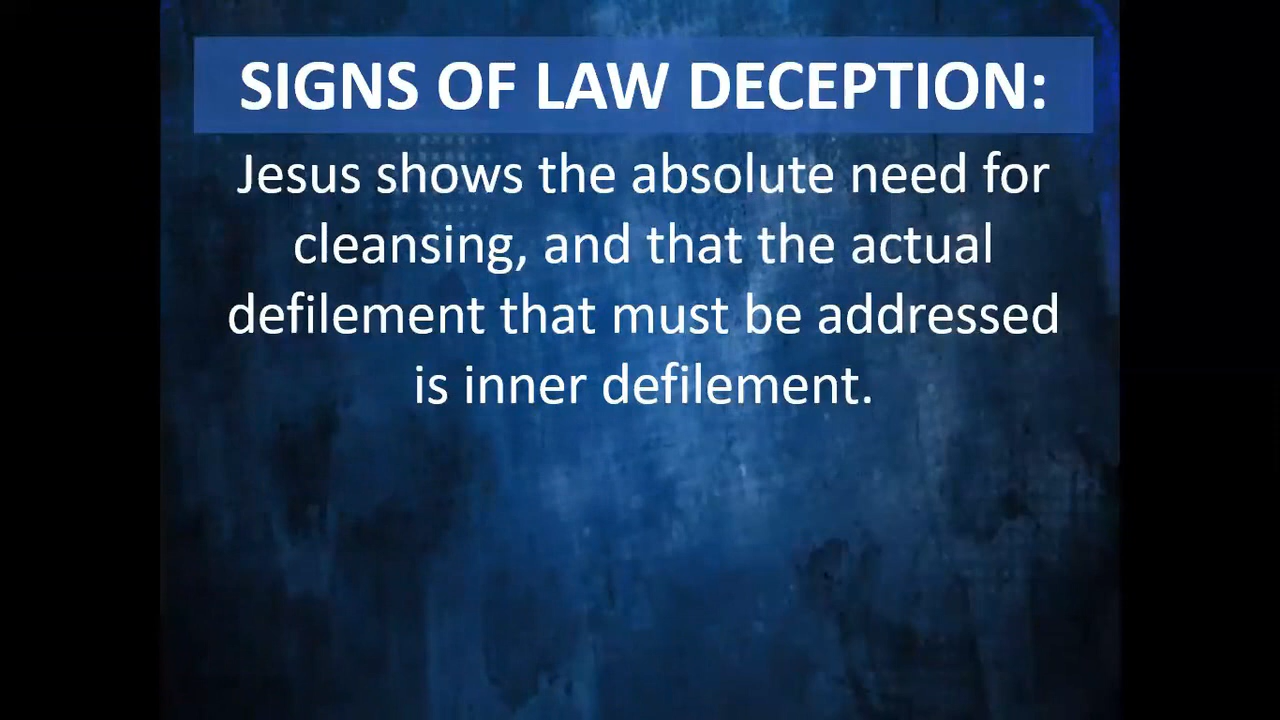 SIGNS OF LAW DECEPTION:
Jesus shows the absolute need for
cleansing, and that the actual
defilement that must be addressed
is inner defilement.